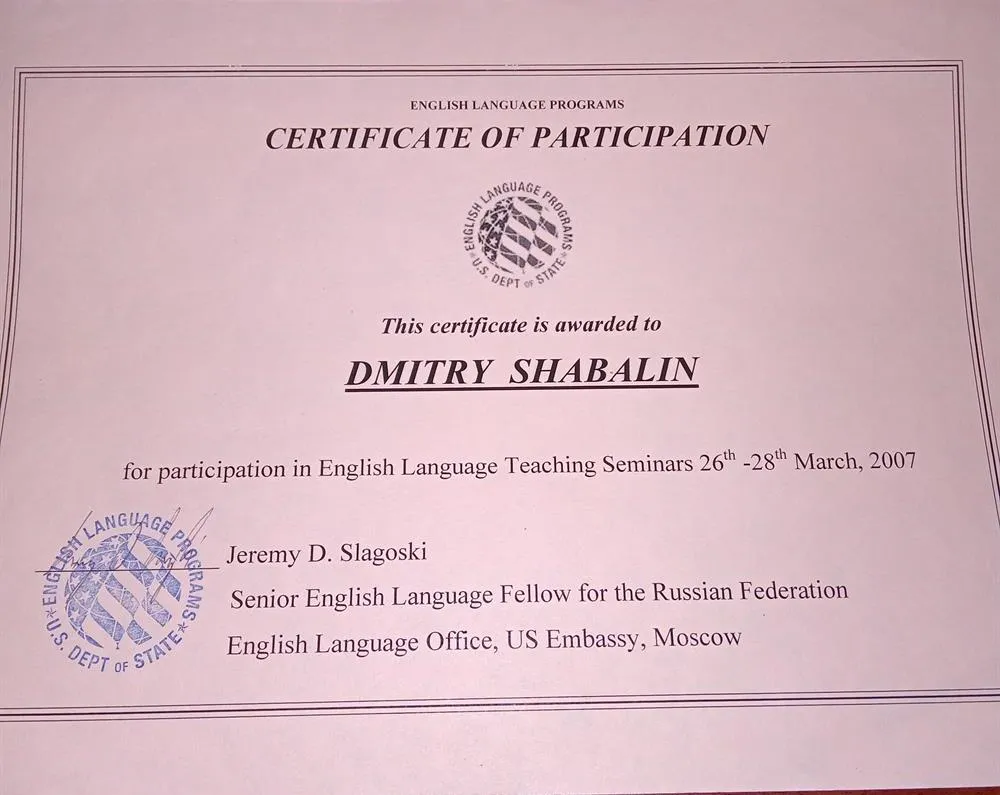 ENGLISH LANGUAGE PROGRAMS
CERTIFICATE OF PARTICIPATION
ENGLISH LANGUAGE PROGRAMS
U.S. DEPT OF STATE
This certificate is awarded to
DMITRY SHABALIN
for participation in English Language Teaching Seminars 26th -28th March, 2007
ENGLISH LANGUAGE PROGRAMS
U.S. DEPT OF STATE
Jeremy D. Slagoski
Senior English Language Fellow for the Russian Federation
English Language Office, US Embassy, Moscow